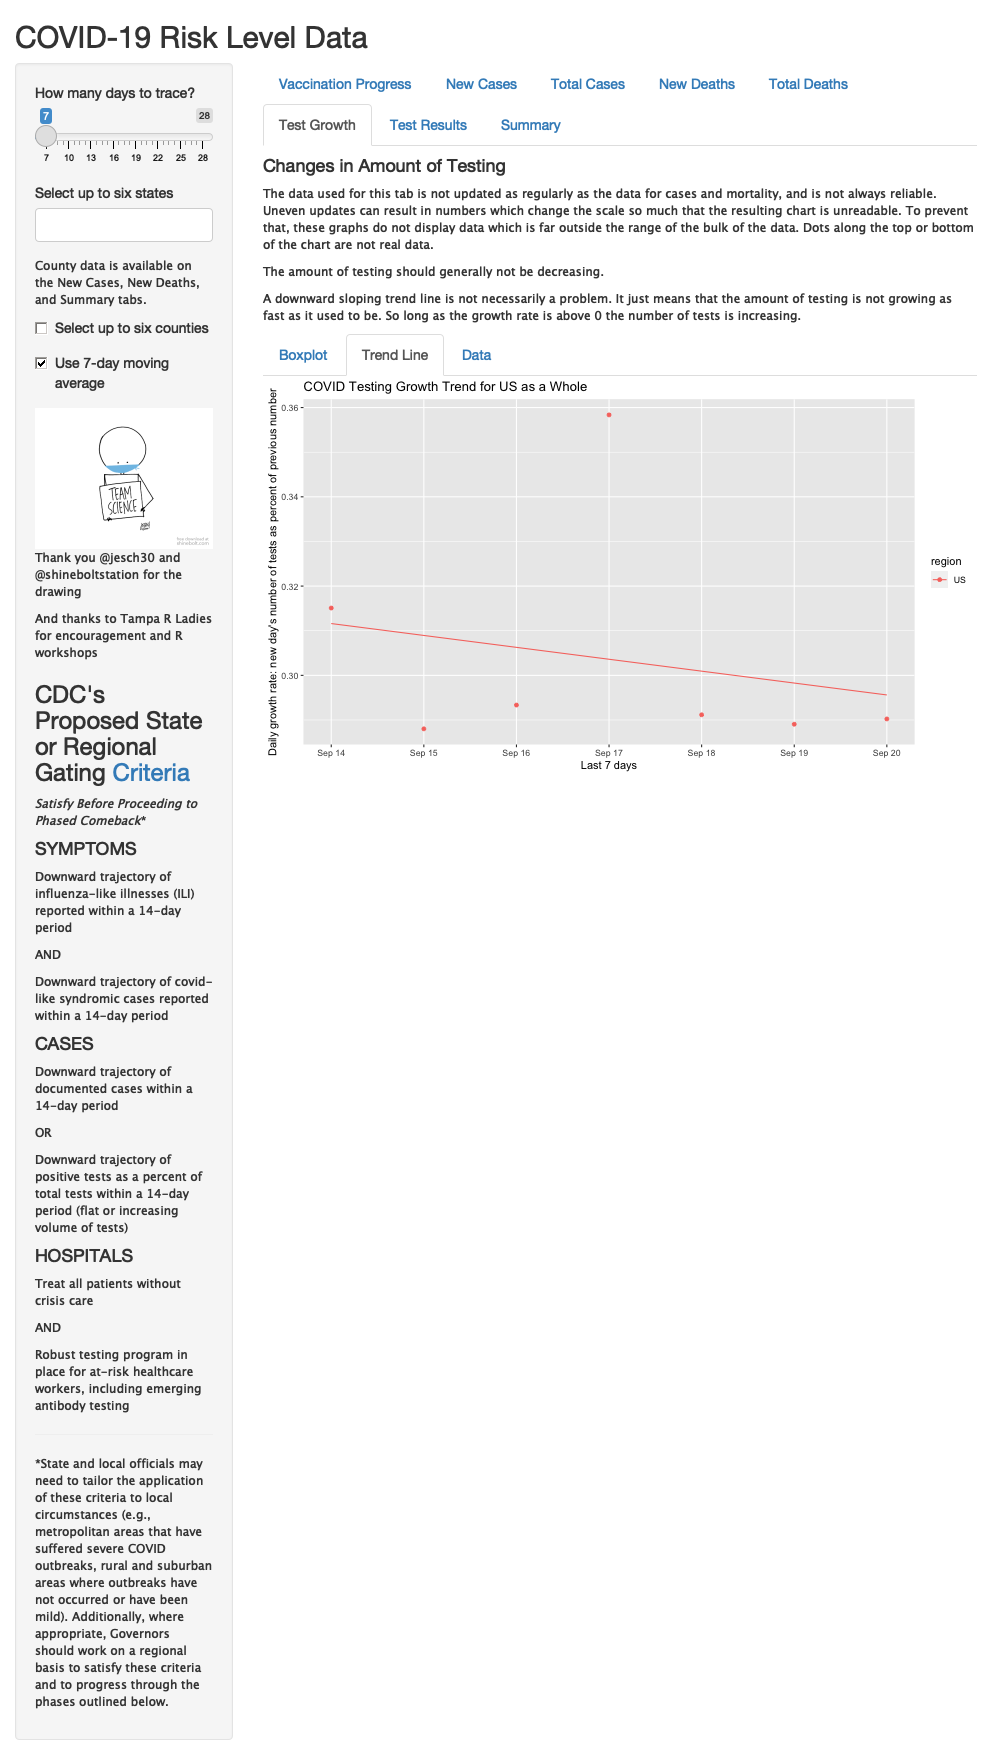 COVID-19 Risk Level Data
How many days to trace?
7
28
7 10 13 16 19 22 25 28
Select up to six states
County data is available on
the New Cases, New Deaths,
and Summary tabs.
Select up to six counties
Use 7-day moving
average
TEAM
SCIENCE
free download at
shinebolt.com
Thank you @jesch30 and
@shineboltstation for the
drawing
And thanks to Tampa R Ladies
for encouragement and R
workshops
CDC's
Proposed State
or Regional
Gating Criteria
Satisfy Before Proceeding to
Phased Comeback*
SYMPTOMS
Downward trajectory of
influenza-like illnesses (ILI)
reported within a 14-day
period
AND
Downward trajectory of covid-
like syndromic cases reported
within a 14-day period
CASES
Downward trajectory of
documented cases within a
14-day period
OR
Downward trajectory of
positive tests as a percent of
total tests within a 14-day
period (flat or increasing
volume of tests)
HOSPITALS
Treat all patients without
crisis care
AND
Robust testing program in
place for at-risk healthcare
workers, including emerging
antibody testing
*State and local officials may
need to tailor the application
of these criteria to local
circumstances (e.g.,
metropolitan areas that have
suffered severe COVID
outbreaks, rural and suburban
areas where outbreaks have
not occurred or have been
mild). Additionally, where
appropriate, Governors
should work on a regional
basis to satisfy these criteria
and to progress through the
phases outlined below.
Vaccination Progress New Cases Total Cases New Deaths Total Deaths
Test Growth Test Results Summary
Changes in Amount of Testing
The data used for this tab is not updated as regularly as the data for cases and mortality, and is not always reliable.
Uneven updates can result in numbers which change the scale so much that the resulting chart is unreadable. To prevent
that, these graphs do not display data which is far outside the range of the bulk of the data. Dots along the top or bottom
of the chart are not real data.
The amount of testing should generally not be decreasing.
A downward sloping trend line is not necessarily a problem. It just means that the amount of testing is not growing as
fast as it used to be. So long as the growth rate is above 0 the number of tests is increasing.
Boxplot Trend Line Data
COVID Testing Growth Trend for US as a Whole
Daily growth rate: new day's number of tests as percent of previous number
0.36
0.34
0.32
0.30
Sep 14 Sep 15 Sep 16 Sep 17 Sep 18 Sep 19 Sep 20
Last 7 days
region
US